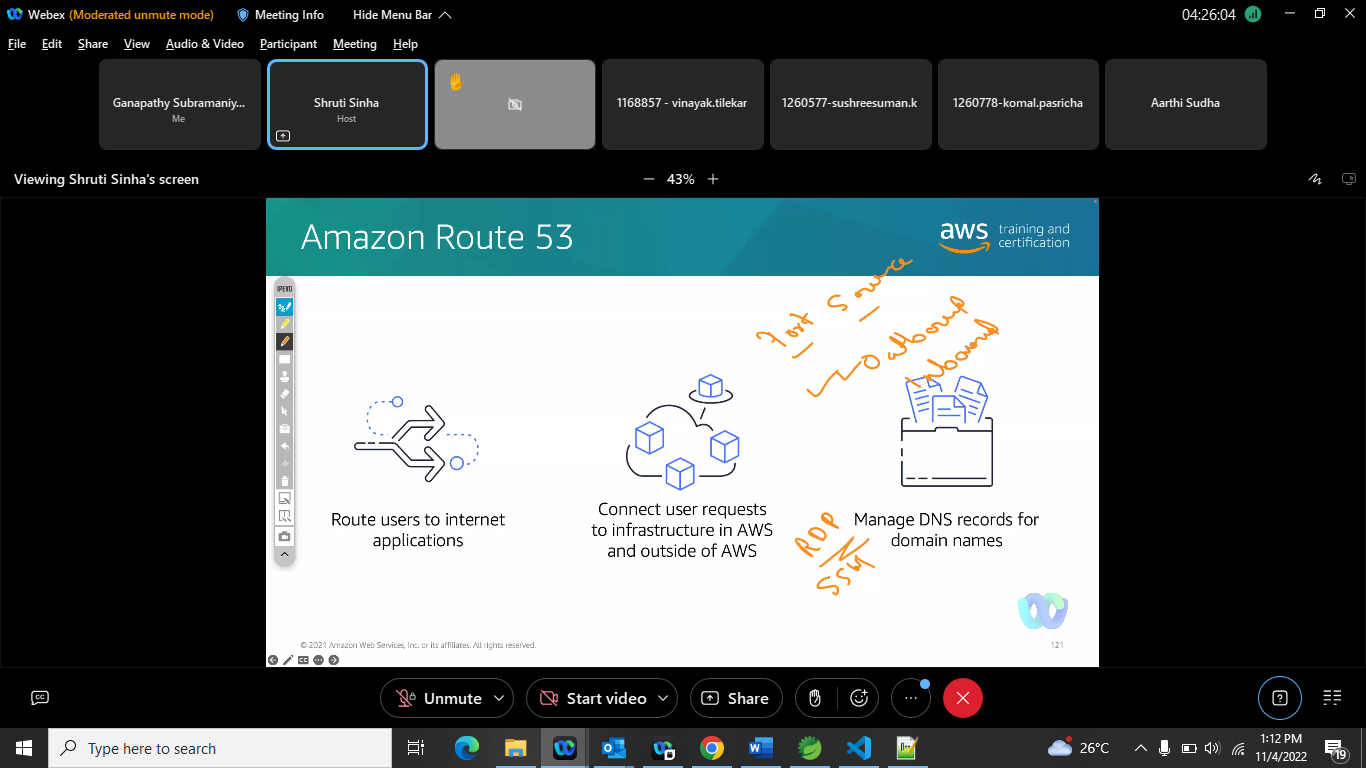 Webex (Moderated unmute mode) Meeting Info Hide Menu Bar 04:26:04
File Edit Share View Audio & Video Participant Meeting Help
Ganapathy Subramaniy...
Me
Shruti Sinha
Host
1168857 - vinayak.tilekar
1260577-sushreesuman.k
1260778-komal.pasricha
Aarthi Sudha
Viewing Shruti Sinha's screen
43%
Amazon Route 53
aws training and
certification
IPEVO
Port Source
Outbound
Inbound
Route users to internet
applications
Connect user requests
to infrastructure in AWS
and outside of AWS
Manage DNS records for
domain names
RDP
SSH
© 2021 Amazon Web Services, Inc. or its affiliates. All rights reserved.
121
CC
CC Unmute Start video Share
Type here to search
26°C
1:12 PM
11/4/2022
19